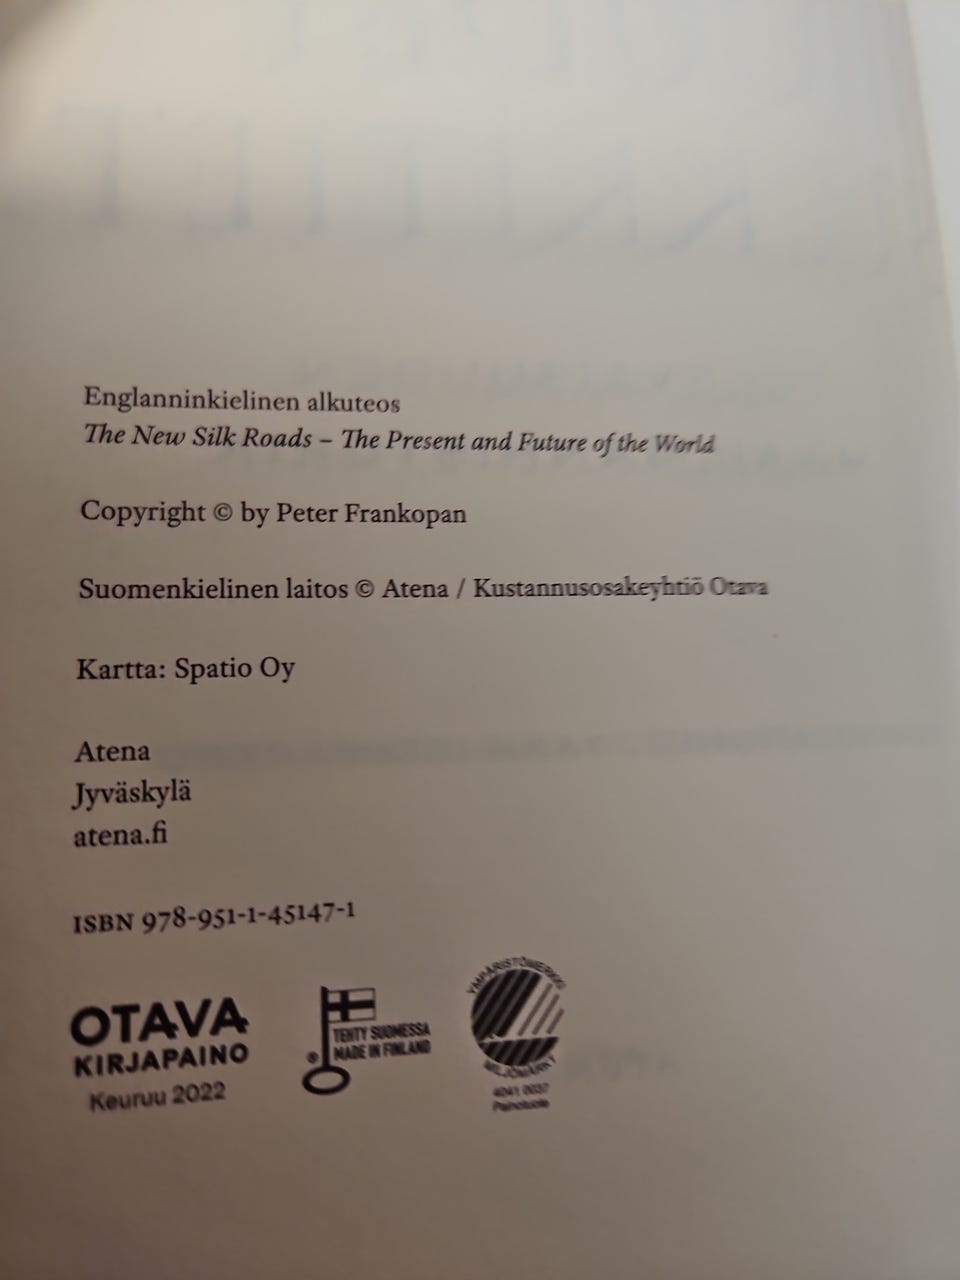 Englanninkielinen alkuteos
The New Silk Roads – The Present and Future of the World
Copyright © by Peter Frankopan
Suomenkielinen laitos © Atena / Kustannusosakeyhtiö Otava
Kartta: Spatio Oy
Atena
Jyväskylä
atena.fi
ISBN 978-951-1-45147-1
OTAVA
KIRJAPAINO
Keuruu 2022
TEHTY SUOMESSA
® MADE IN FINLAND
YMPÄRISTÖMERKKI
MILJÖMÄRKT
4041 0037
Painotuote